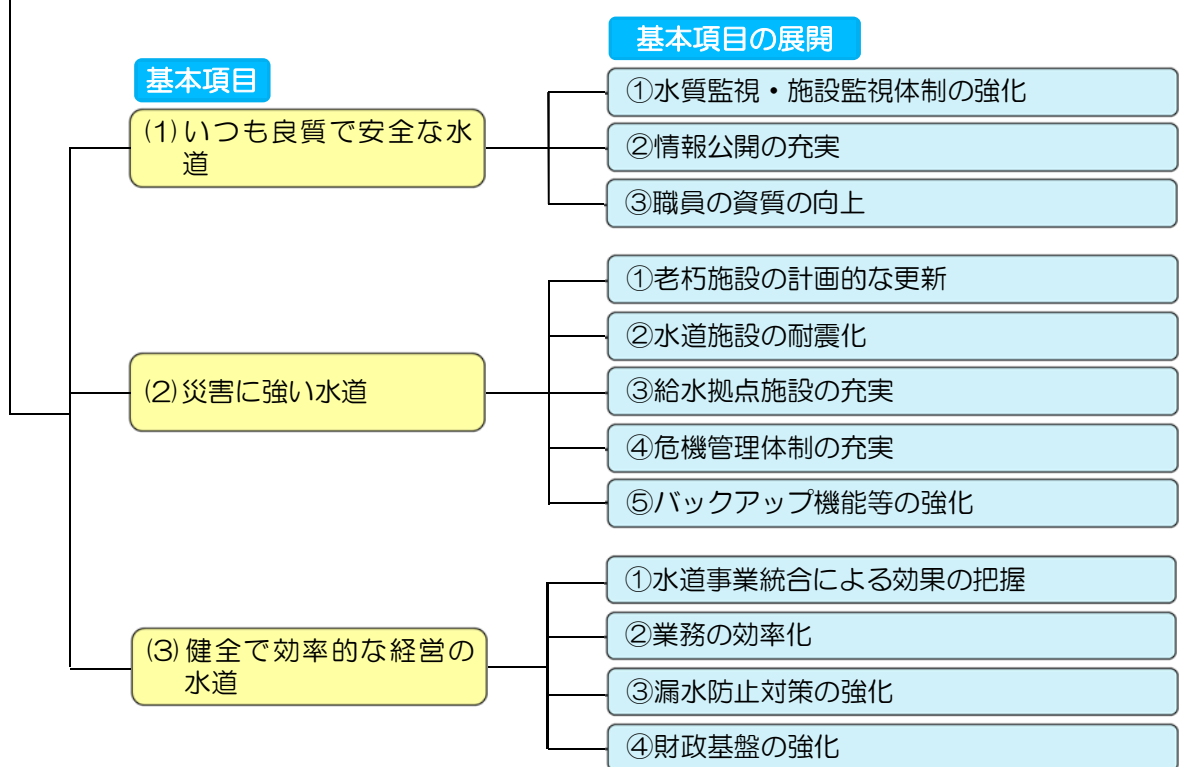 基本項目の展開
基本項目
(1)いつも良質で安全な水
道
①水質監視・施設監視体制の強化
②情報公開の充実
③職員の資質の向上
(2)災害に強い水道
①老朽施設の計画的な更新
②水道施設の耐震化
③給水拠点施設の充実
④危機管理体制の充実
⑤バックアップ機能等の強化
(3)健全で効率的な経営の
水道
①水道事業統合による効果の把握
②業務の効率化
③漏水防止対策の強化
④財政基盤の強化